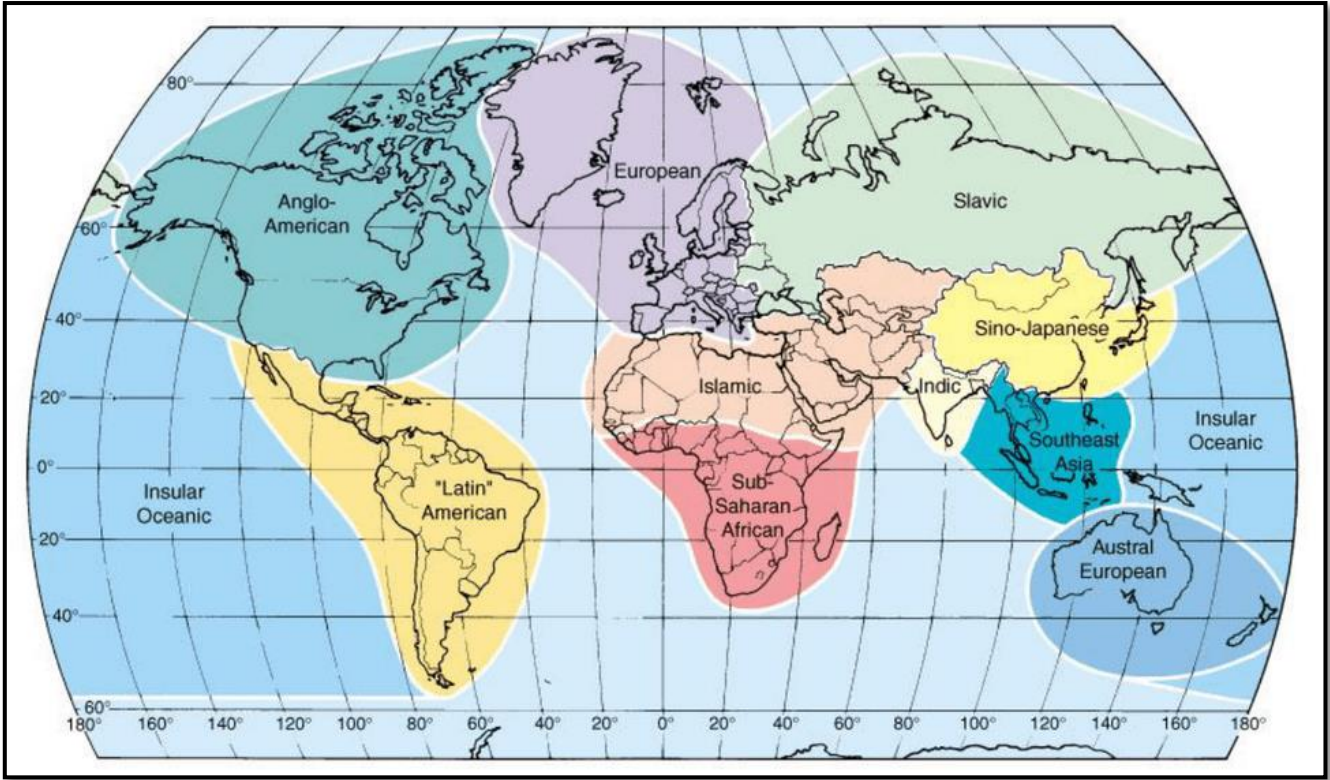 80°
European
Anglo-
American
Slavic
60°
40°
Sino-Japanese
Islamic
Indic
20°
Insular
Oceanic
Southeast
Asia
0°
Insular
Oceanic
"Latin"
American
Sub-
Saharan
African
20°
Austral
European
40°
60°
180° 160° 140° 120° 100° 80° 60° 40° 20° 0° 20° 40° 60° 80° 100° 120° 140° 160° 180°